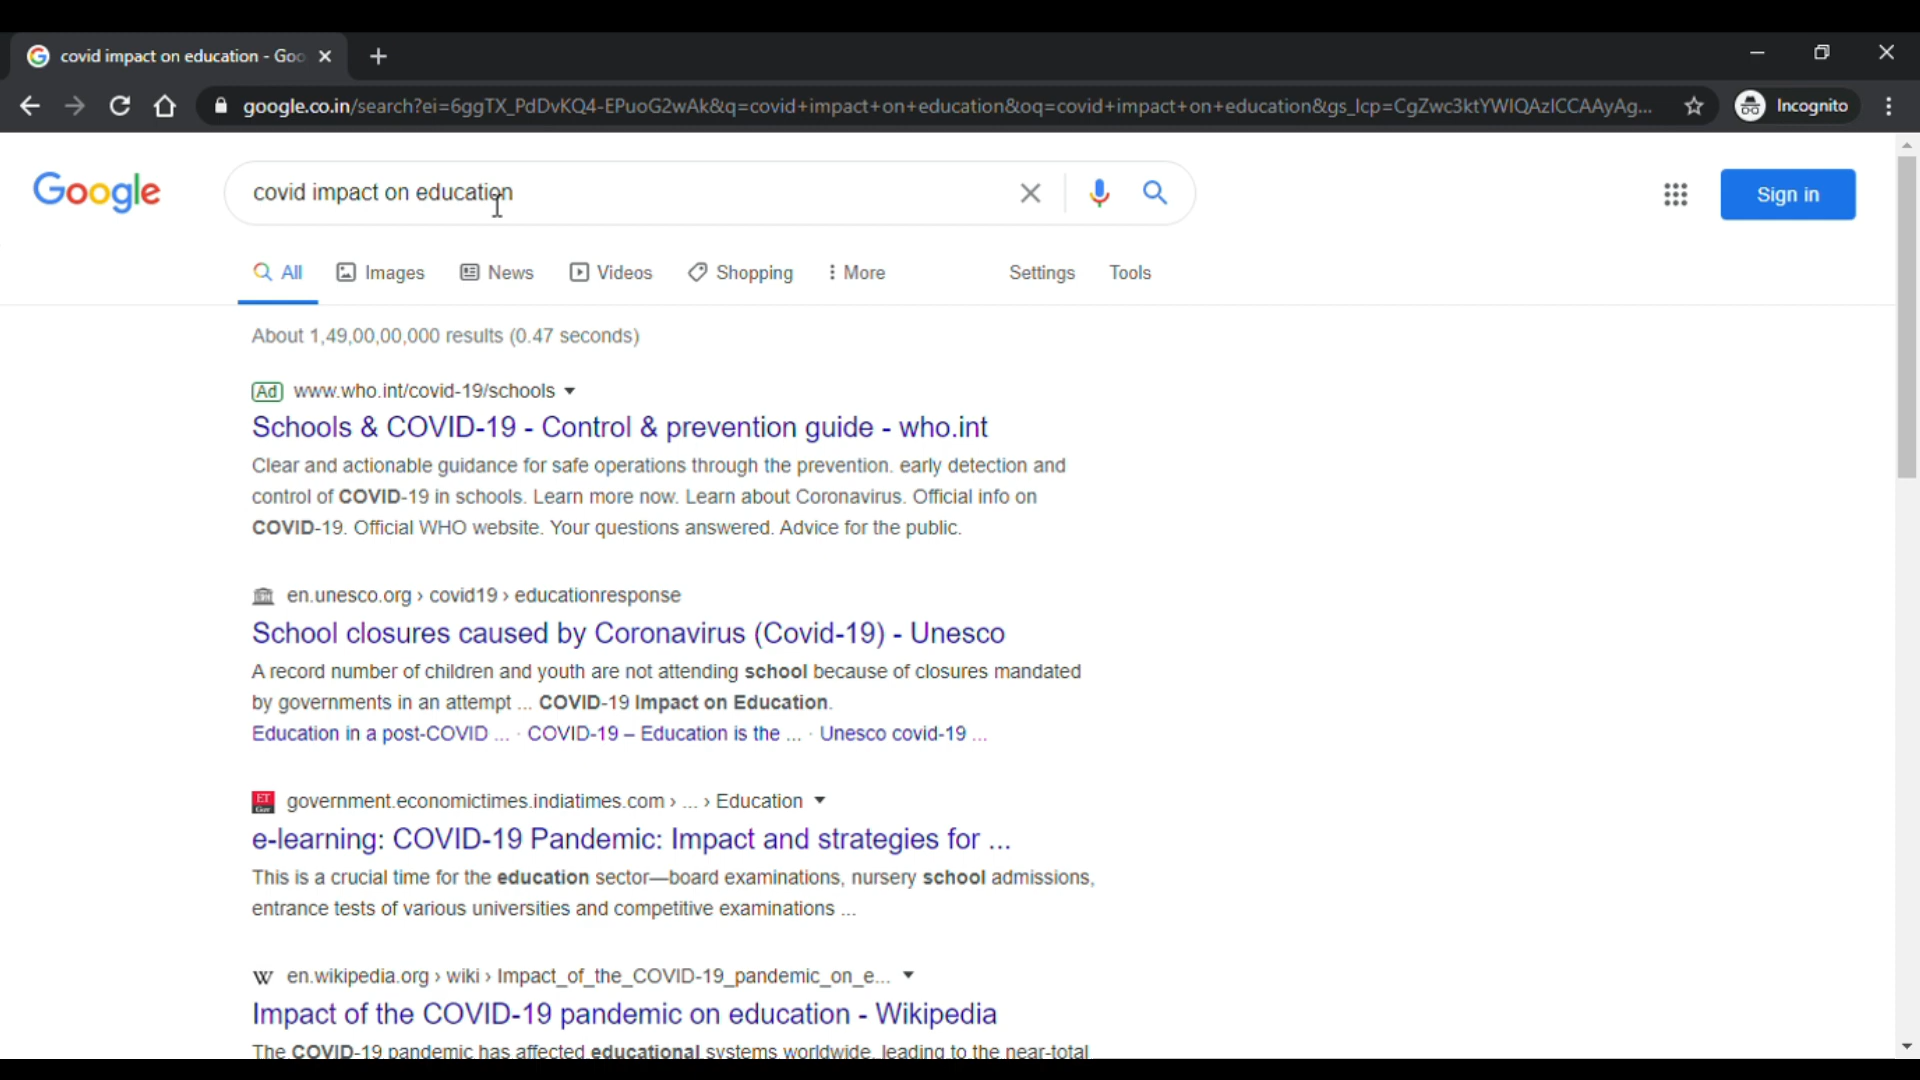 covid impact on education - Goo
google.co.in/search?ei=6ggTX_PdDvKQ4-EPuoG2wAk&q=covid+impact+on+education&oq=covid+impact+on+education&gs_lcp=CgZwc3ktYWIQAzICCAAyAg...
Incognito
Google
covid impact on education
Sign in
All Images News Videos Shopping More Settings Tools
About 1,49,00,00,000 results (0.47 seconds)
Ad www.who.int/covid-19/schools
Schools & COVID-19 - Control & prevention guide - who.int
Clear and actionable guidance for safe operations through the prevention. early detection and
control of COVID-19 in schools. Learn more now. Learn about Coronavirus. Official info on
COVID-19. Official WHO website. Your questions answered. Advice for the public.
en.unesco.org › covid19 › educationresponse
School closures caused by Coronavirus (Covid-19) - Unesco
A record number of children and youth are not attending school because of closures mandated
by governments in an attempt ... COVID-19 Impact on Education.
Education in a post-COVID ... · COVID-19 – Education is the ... · Unesco covid-19 ...
ET Gov government.economictimes.indiatimes.com › ... › Education
e-learning: COVID-19 Pandemic: Impact and strategies for ...
This is a crucial time for the education sector—board examinations, nursery school admissions,
entrance tests of various universities and competitive examinations ...
W en.wikipedia.org › wiki › Impact_of_the_COVID-19_pandemic_on_e...
Impact of the COVID-19 pandemic on education - Wikipedia
The COVID-19 pandemic has affected educational systems worldwide, leading to the near-total